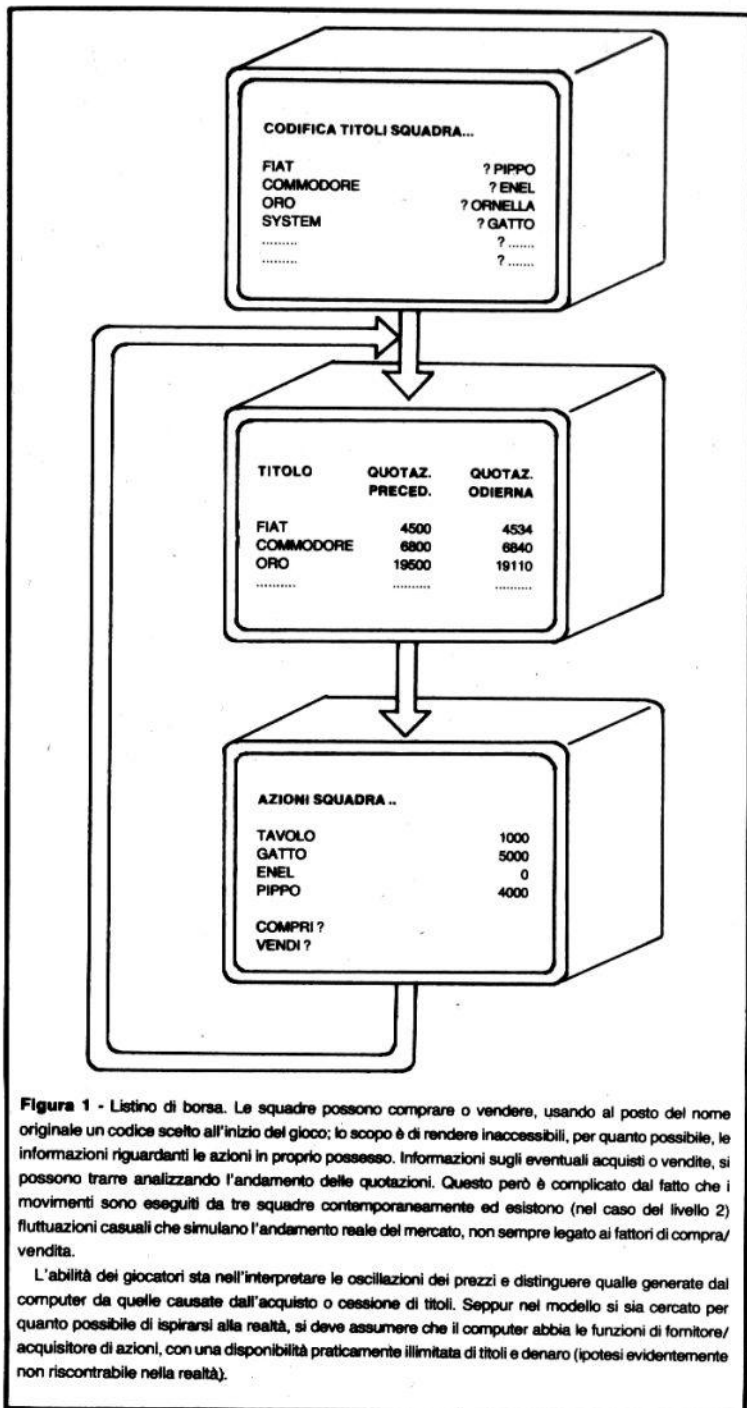 CODIFICA TITOLI SQUADRA...
FIAT ? PIPPO
COMMODORE ? ENEL
ORO ? ORNELLA
SYSTEM ? GATTO
.......... ? .......
.......... ? .......
TITOLO QUOTAZ. QUOTAZ.
PRECED. ODIERNA
FIAT 4500 4534
COMMODORE 6800 6840
ORO 19500 19110
.......... .......... ..........
AZIONI SQUADRA ..
TAVOLO 1000
GATTO 5000
ENEL 0
PIPPO 4000
COMPRI ?
VENDI ?
Figura 1 - Listino di borsa. Le squadre possono comprare o vendere, usando al posto del nome
originale un codice scelto all'inizio del gioco; lo scopo è di rendere inaccessibili, per quanto possibile, le
informazioni riguardanti le azioni in proprio possesso. Informazioni sugli eventuali acquisti o vendite, si
possono trarre analizzando l'andamento delle quotazioni. Questo però è complicato dal fatto che i
movimenti sono eseguiti da tre squadre contemporaneamente ed esistono (nel caso del livello 2)
fluttuazioni casuali che simulano l'andamento reale del mercato, non sempre legato ai fattori di compra/
vendita.
L'abilità dei giocatori sta nell'interpretare le oscillazioni dei prezzi e distinguere qualle generate dal
computer da quelle causate dall'acquisto o cessione di titoli. Seppur nel modello si sia cercato per
quanto possibile di ispirarsi alla realtà, si deve assumere che il computer abbia le funzioni di fornitore/
acquisitore di azioni, con una disponibilità praticamente illimitata di titoli e denaro (ipotesi evidentemente
non riscontrabile nella realtà).